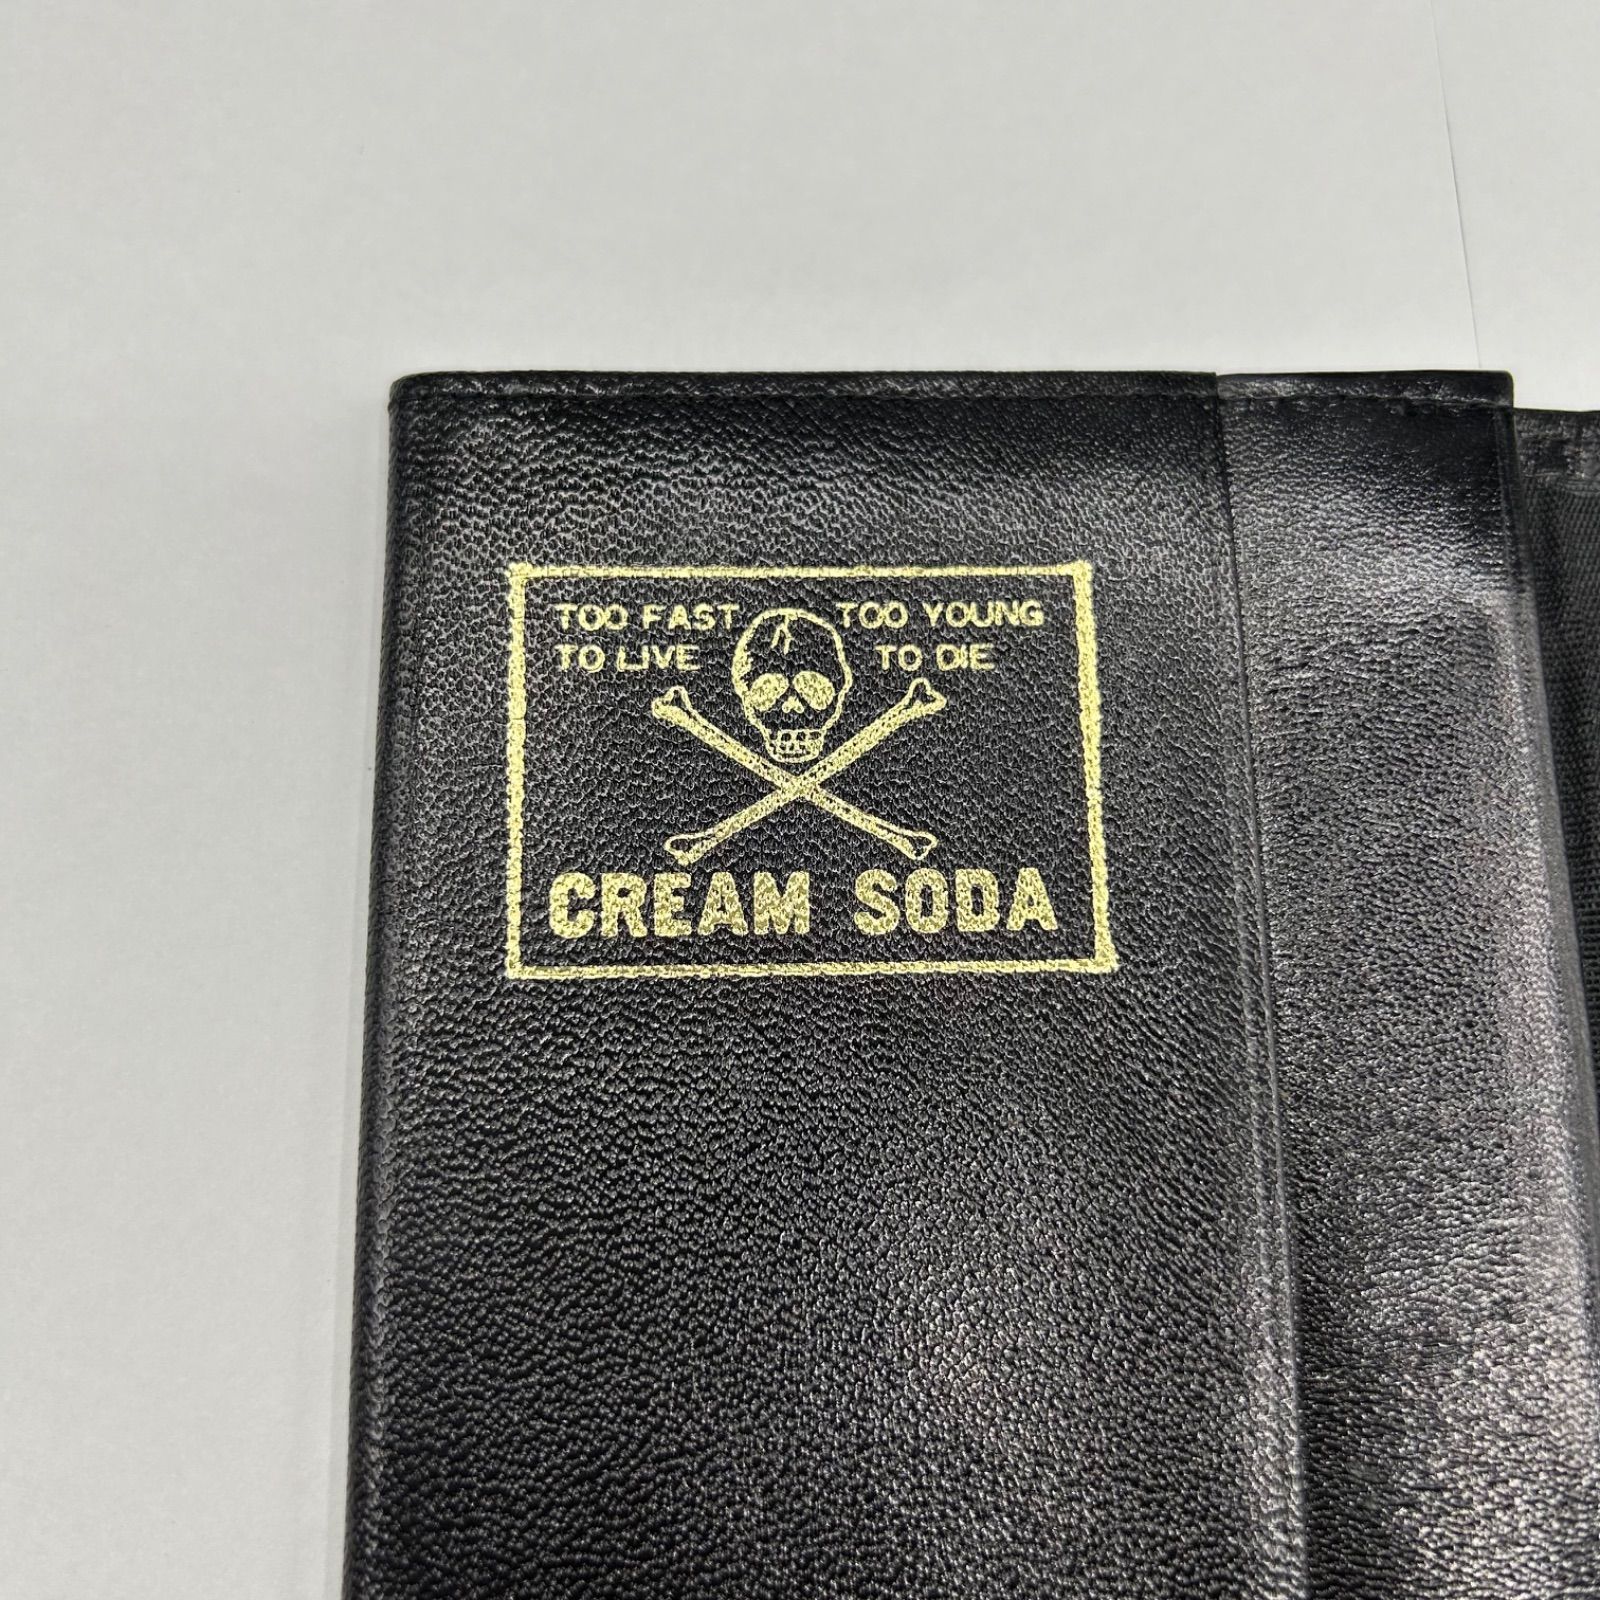 TOO FAST TOO YOUNG
TO LIVE TO DIE
CREAM SODA